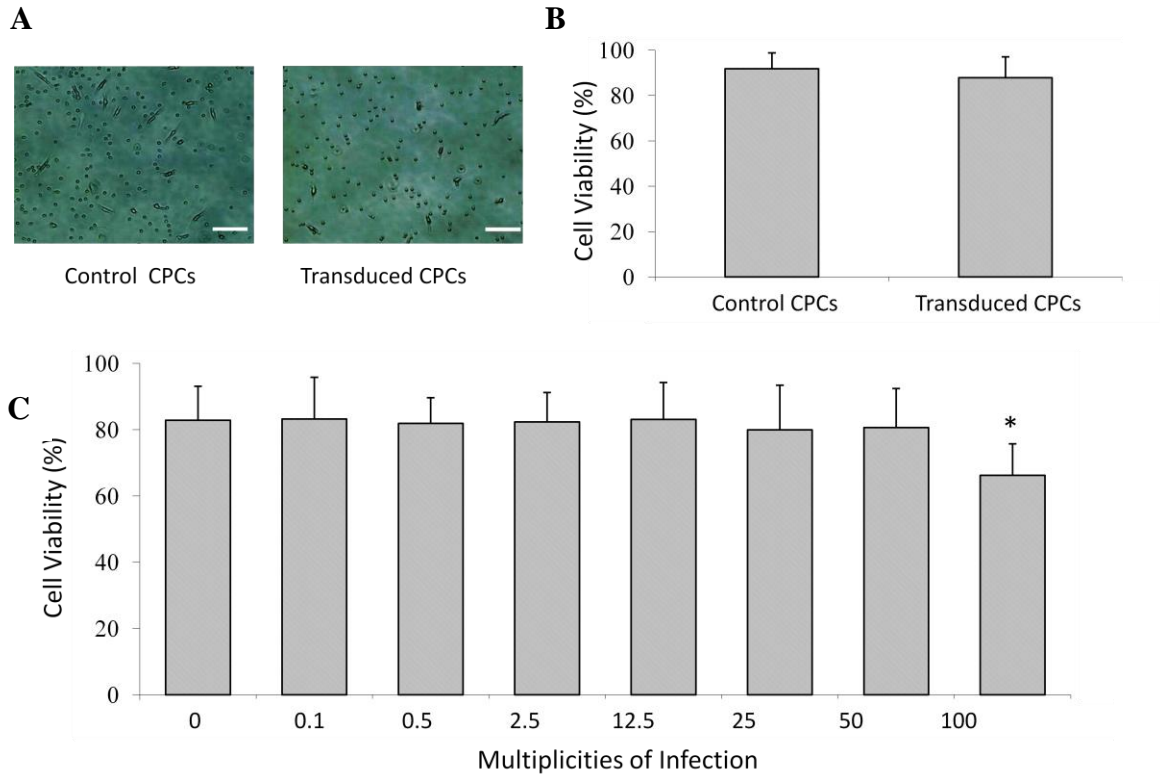 A
B
Control CPCs
Transduced CPCs
Cell Viability (%)
100
80
60
40
20
0
Control CPCs
Transduced CPCs
C
Cell Viability (%)
100
80
60
40
20
0
*
0 0.1 0.5 2.5 12.5 25 50 100
Multiplicities of Infection